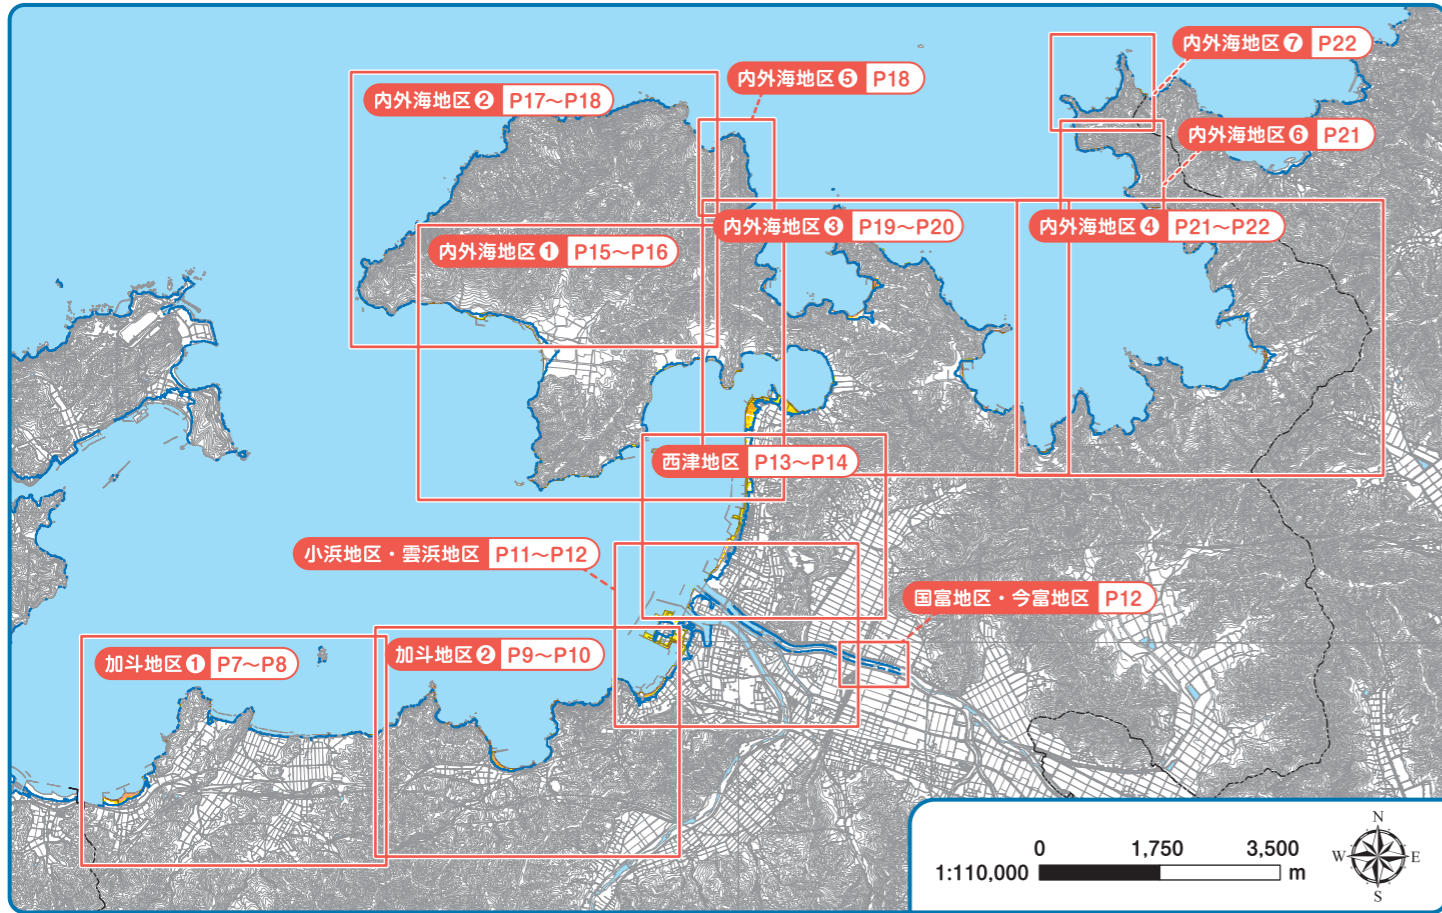 内外海地区❼ P22
内外海地区❺ P18
内外海地区❷ P17～P18
内外海地区❻ P21
内外海地区❸ P19～P20
内外海地区❹ P21～P22
内外海地区❶ P15～P16
西津地区 P13～P14
小浜地区・雲浜地区 P11～P12
国富地区・今富地区 P12
加斗地区❷ P9～P10
加斗地区❶ P7～P8
N
W E
S
0 1,750 3,500
1:110,000 m